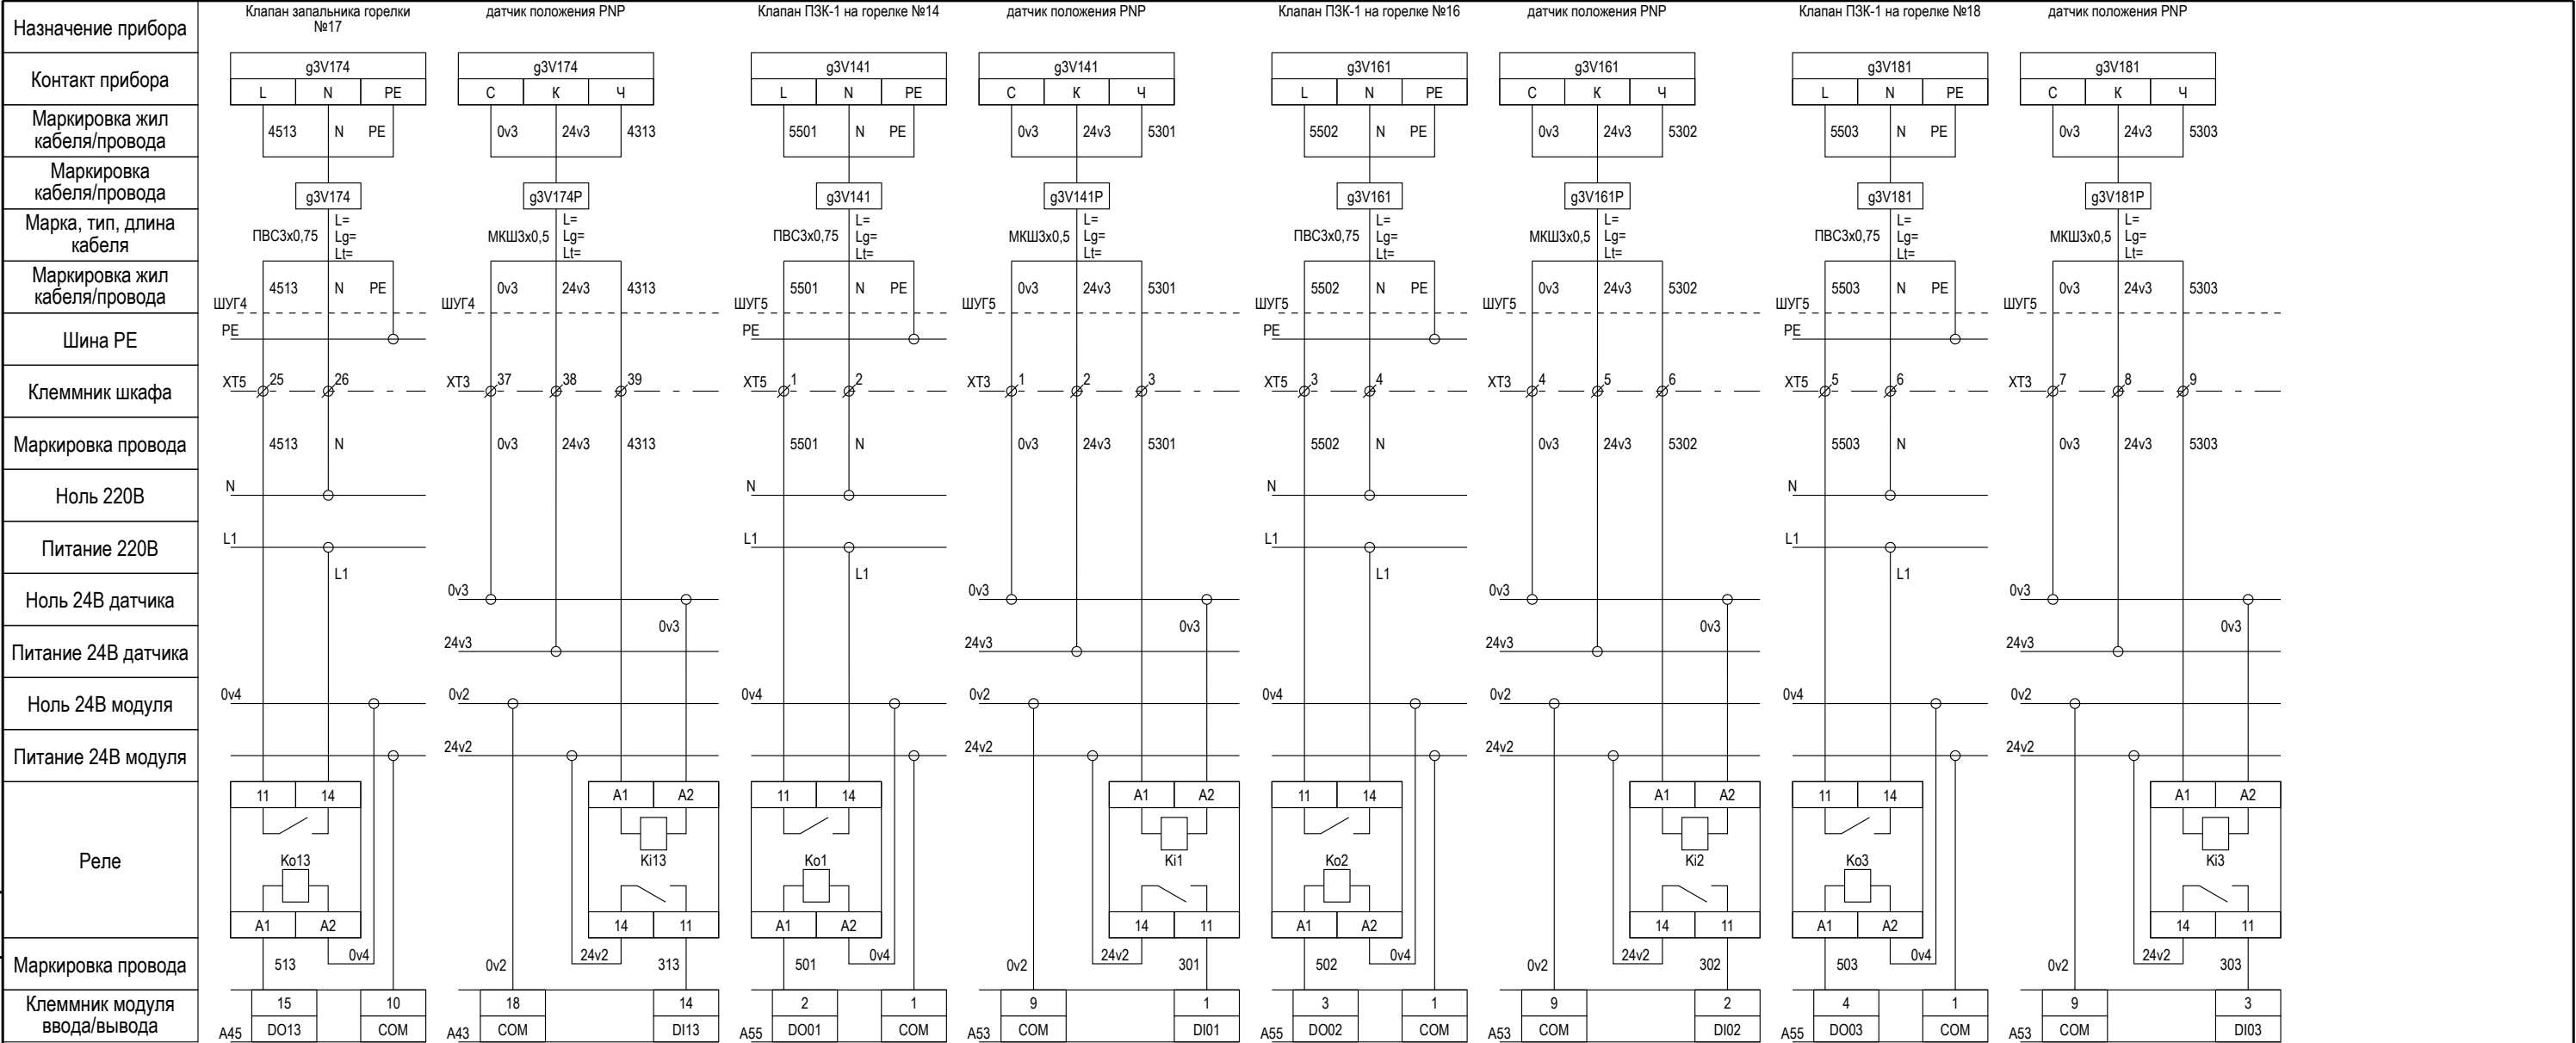 Назначение прибора
Клапан запальника горелки
№17
датчик положения PNP
Клапан ПЗК-1 на горелке №14
датчик положения PNP
Клапан ПЗК-1 на горелке №16
датчик положения PNP
Клапан ПЗК-1 на горелке №18
датчик положения PNP
Контакт прибора
g3V174 g3V174 g3V141 g3V141 g3V161 g3V161 g3V181 g3V181
L N PE С К Ч L N PE С К Ч L N PE С К Ч L N PE С К Ч
Маркировка жил
кабеля/провода
4513 N PE 0v3 24v3 4313 5501 N PE 0v3 24v3 5301 5502 N PE 0v3 24v3 5302 5503 N PE 0v3 24v3 5303
Маркировка
кабеля/провода
g3V174 g3V174P g3V141 g3V141P g3V161 g3V161P g3V181 g3V181P
Марка, тип, длина
кабеля
L= L= L= L= L= L= L= L=
ПВС3х0,75 Lg= МКШ3х0,5 Lg= ПВС3х0,75 Lg= МКШ3х0,5 Lg= ПВС3х0,75 Lg= МКШ3х0,5 Lg= ПВС3х0,75 Lg= МКШ3х0,5 Lg=
Lt= Lt= Lt= Lt= Lt= Lt= Lt= Lt=
Маркировка жил
кабеля/провода
4513 N PE 0v3 24v3 4313 5501 N PE 0v3 24v3 5301 5502 N PE 0v3 24v3 5302 5503 N PE 0v3 24v3 5303
ШУГ4 ШУГ4 ШУГ5 ШУГ5 ШУГ5 ШУГ5 ШУГ5 ШУГ5
Шина PE
PE PE PE PE
Клеммник шкафа
XT5 25 26 XT3 37 38 39 XT5 1 2 XT3 1 2 3 XT5 3 4 XT3 4 5 6 XT5 5 6 XT3 7 8 9
Маркировка провода
4513 N 0v3 24v3 4313 5501 N 0v3 24v3 5301 5502 N 0v3 24v3 5302 5503 N 0v3 24v3 5303
Ноль 220В
N N N N
Питание 220В
L1 L1 L1 L1
L1 L1 L1 L1
Ноль 24В датчика
0v3 0v3 0v3 0v3
0v3 0v3 0v3 0v3
Питание 24В датчика
24v3 24v3 24v3 24v3
Ноль 24В модуля
0v4 0v2 0v4 0v2 0v4 0v2 0v4 0v2
Питание 24В модуля
24v2 24v2 24v2 24v2
Реле
11 14 A1 A2 11 14 A1 A2 11 14 A1 A2 11 14 A1 A2
Ko13 Ki13 Ko1 Ki1 Ko2 Ki2 Ko3 Ki3
A1 A2 14 11 A1 A2 14 11 A1 A2 14 11 A1 A2 14 11
Маркировка провода
513 0v4 0v2 24v2 313 501 0v4 0v2 24v2 301 502 0v4 0v2 24v2 302 503 0v4 0v2 24v2 303
Клеммник модуля
ввода/вывода
15 10 18 14 2 1 9 1 3 1 9 2 4 1 9 3
A45 DO13 COM A43 COM DI13 A55 DO01 COM A53 COM DI01 A55 DO02 COM A53 COM DI02 A55 DO03 COM A53 COM DI03